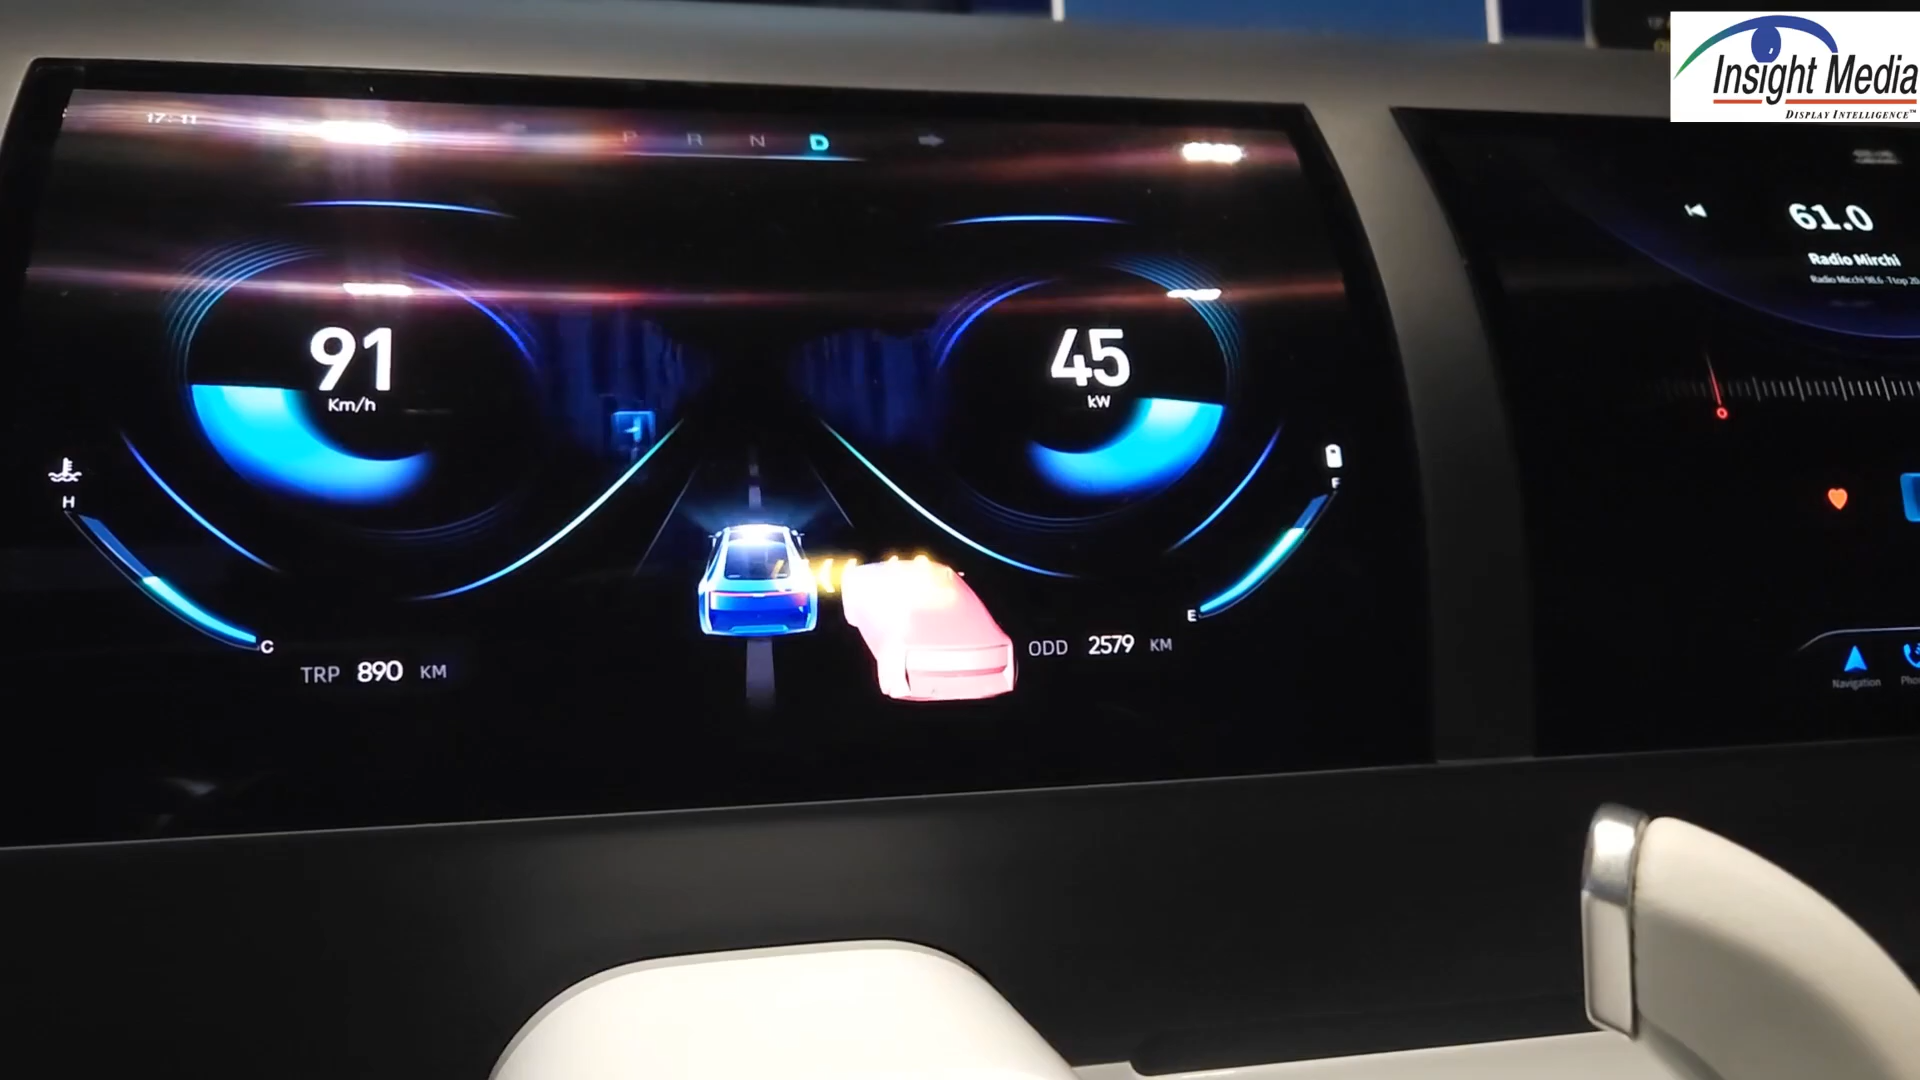 Insight Media
DISPLAY INTELLIGENCE™
17:11
P R N D
91
Km/h
45
kW
61.0
Radio Mirchi
H
C
F
E
TRP 890 KM
ODD 2579 KM
Navigation